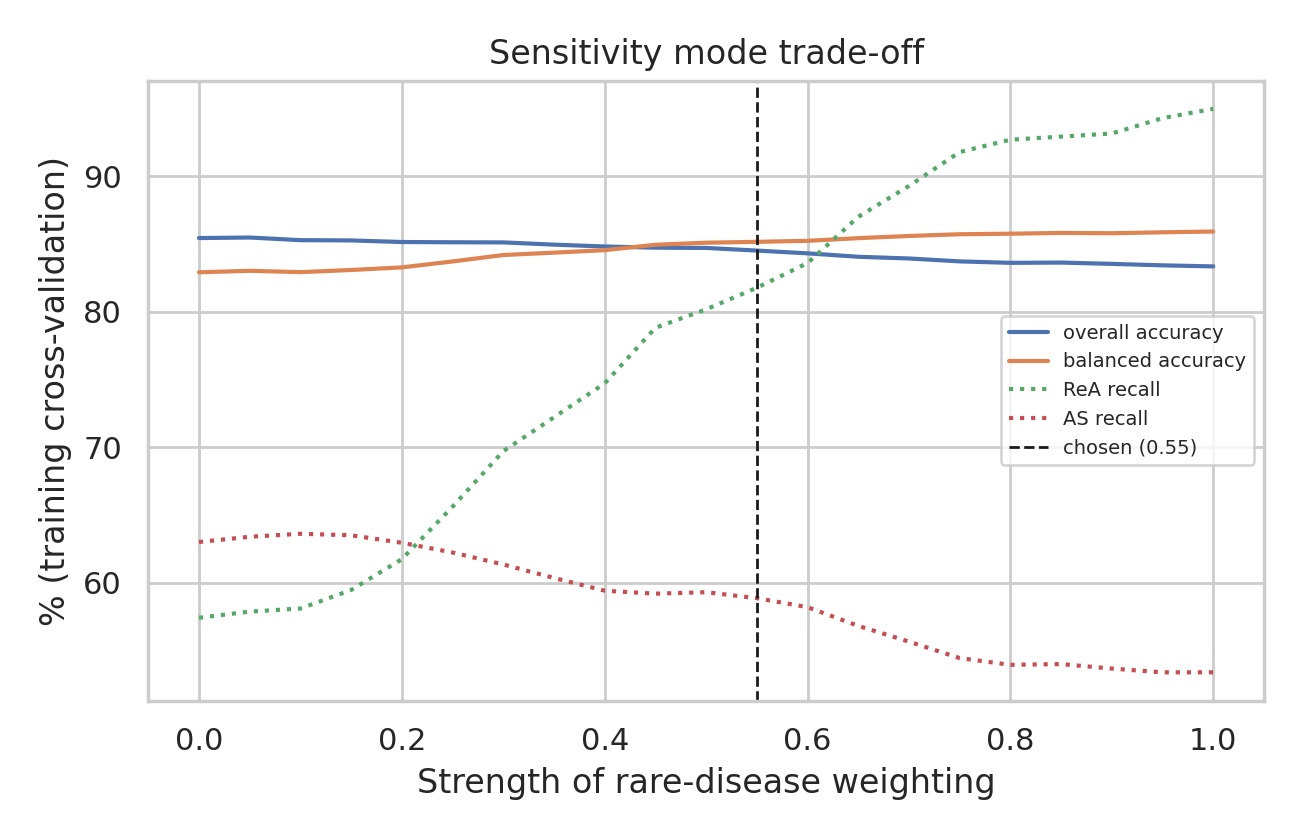 Sensitivity mode trade-off
% (training cross-validation)
90
80
70
60
overall accuracy
balanced accuracy
ReA recall
AS recall
chosen (0.55)
0.0 0.2 0.4 0.6 0.8 1.0
Strength of rare-disease weighting